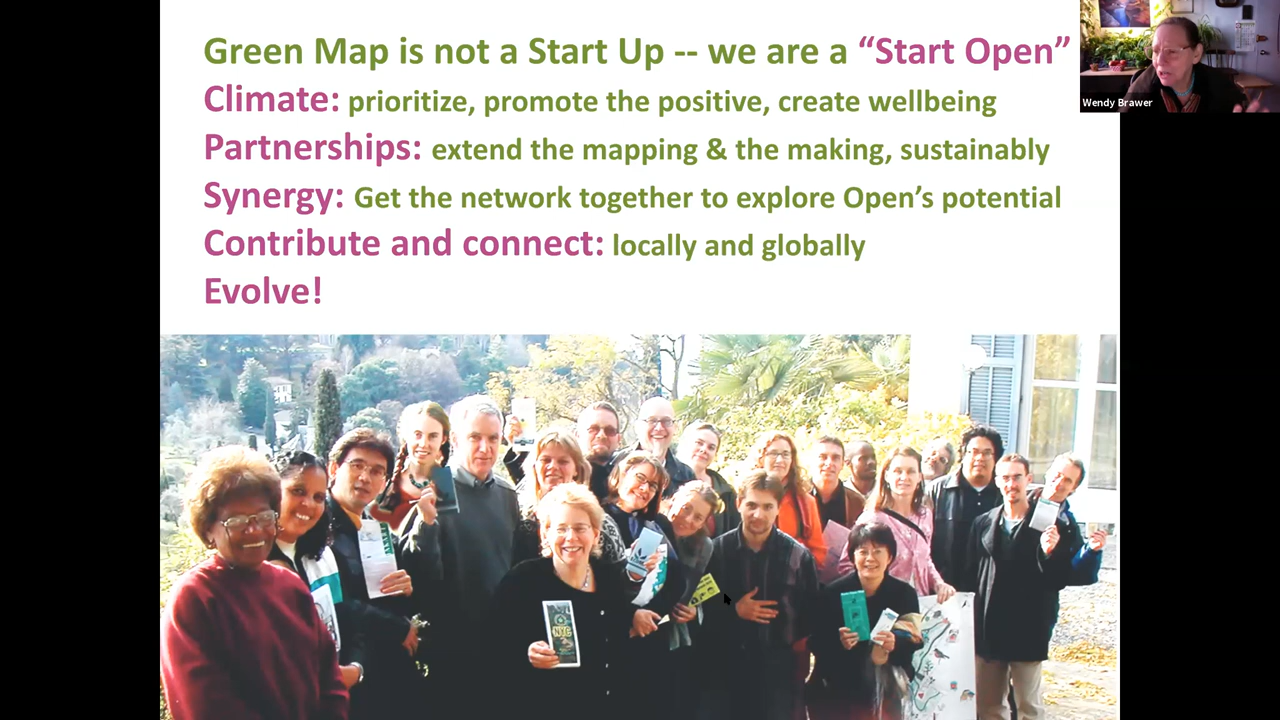 Green Map is not a Start Up -- we are a “Start Open”
Climate: prioritize, promote the positive, create wellbeing
Partnerships: extend the mapping & the making, sustainably
Synergy: Get the network together to explore Open’s potential
Contribute and connect: locally and globally
Evolve!
Wendy Brawer
NYC